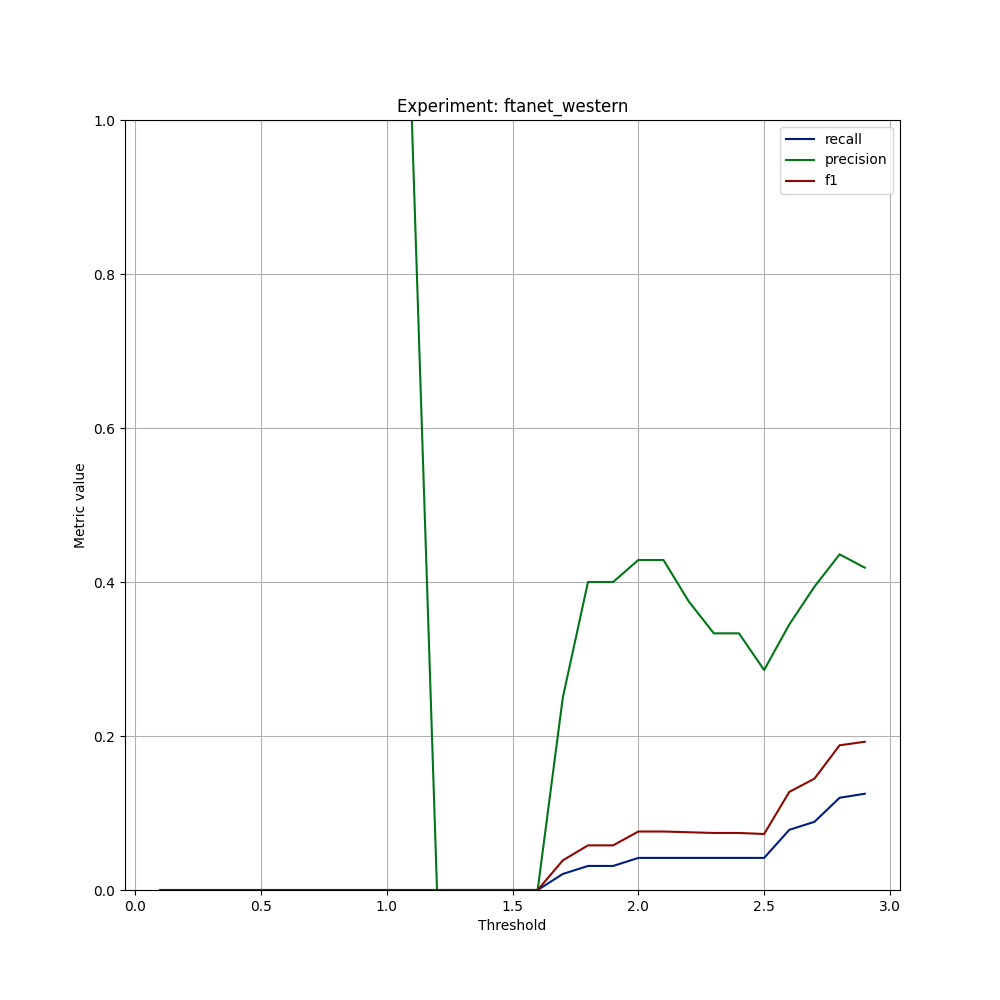 Experiment: ftanet_western
recall
precision
f1
Metric value
1.0
0.8
0.6
0.4
0.2
0.0
0.0 0.5 1.0 1.5 2.0 2.5 3.0
Threshold